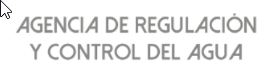 AGENCIA DE REGULACIÓN
Y CONTROL DEL AGUA